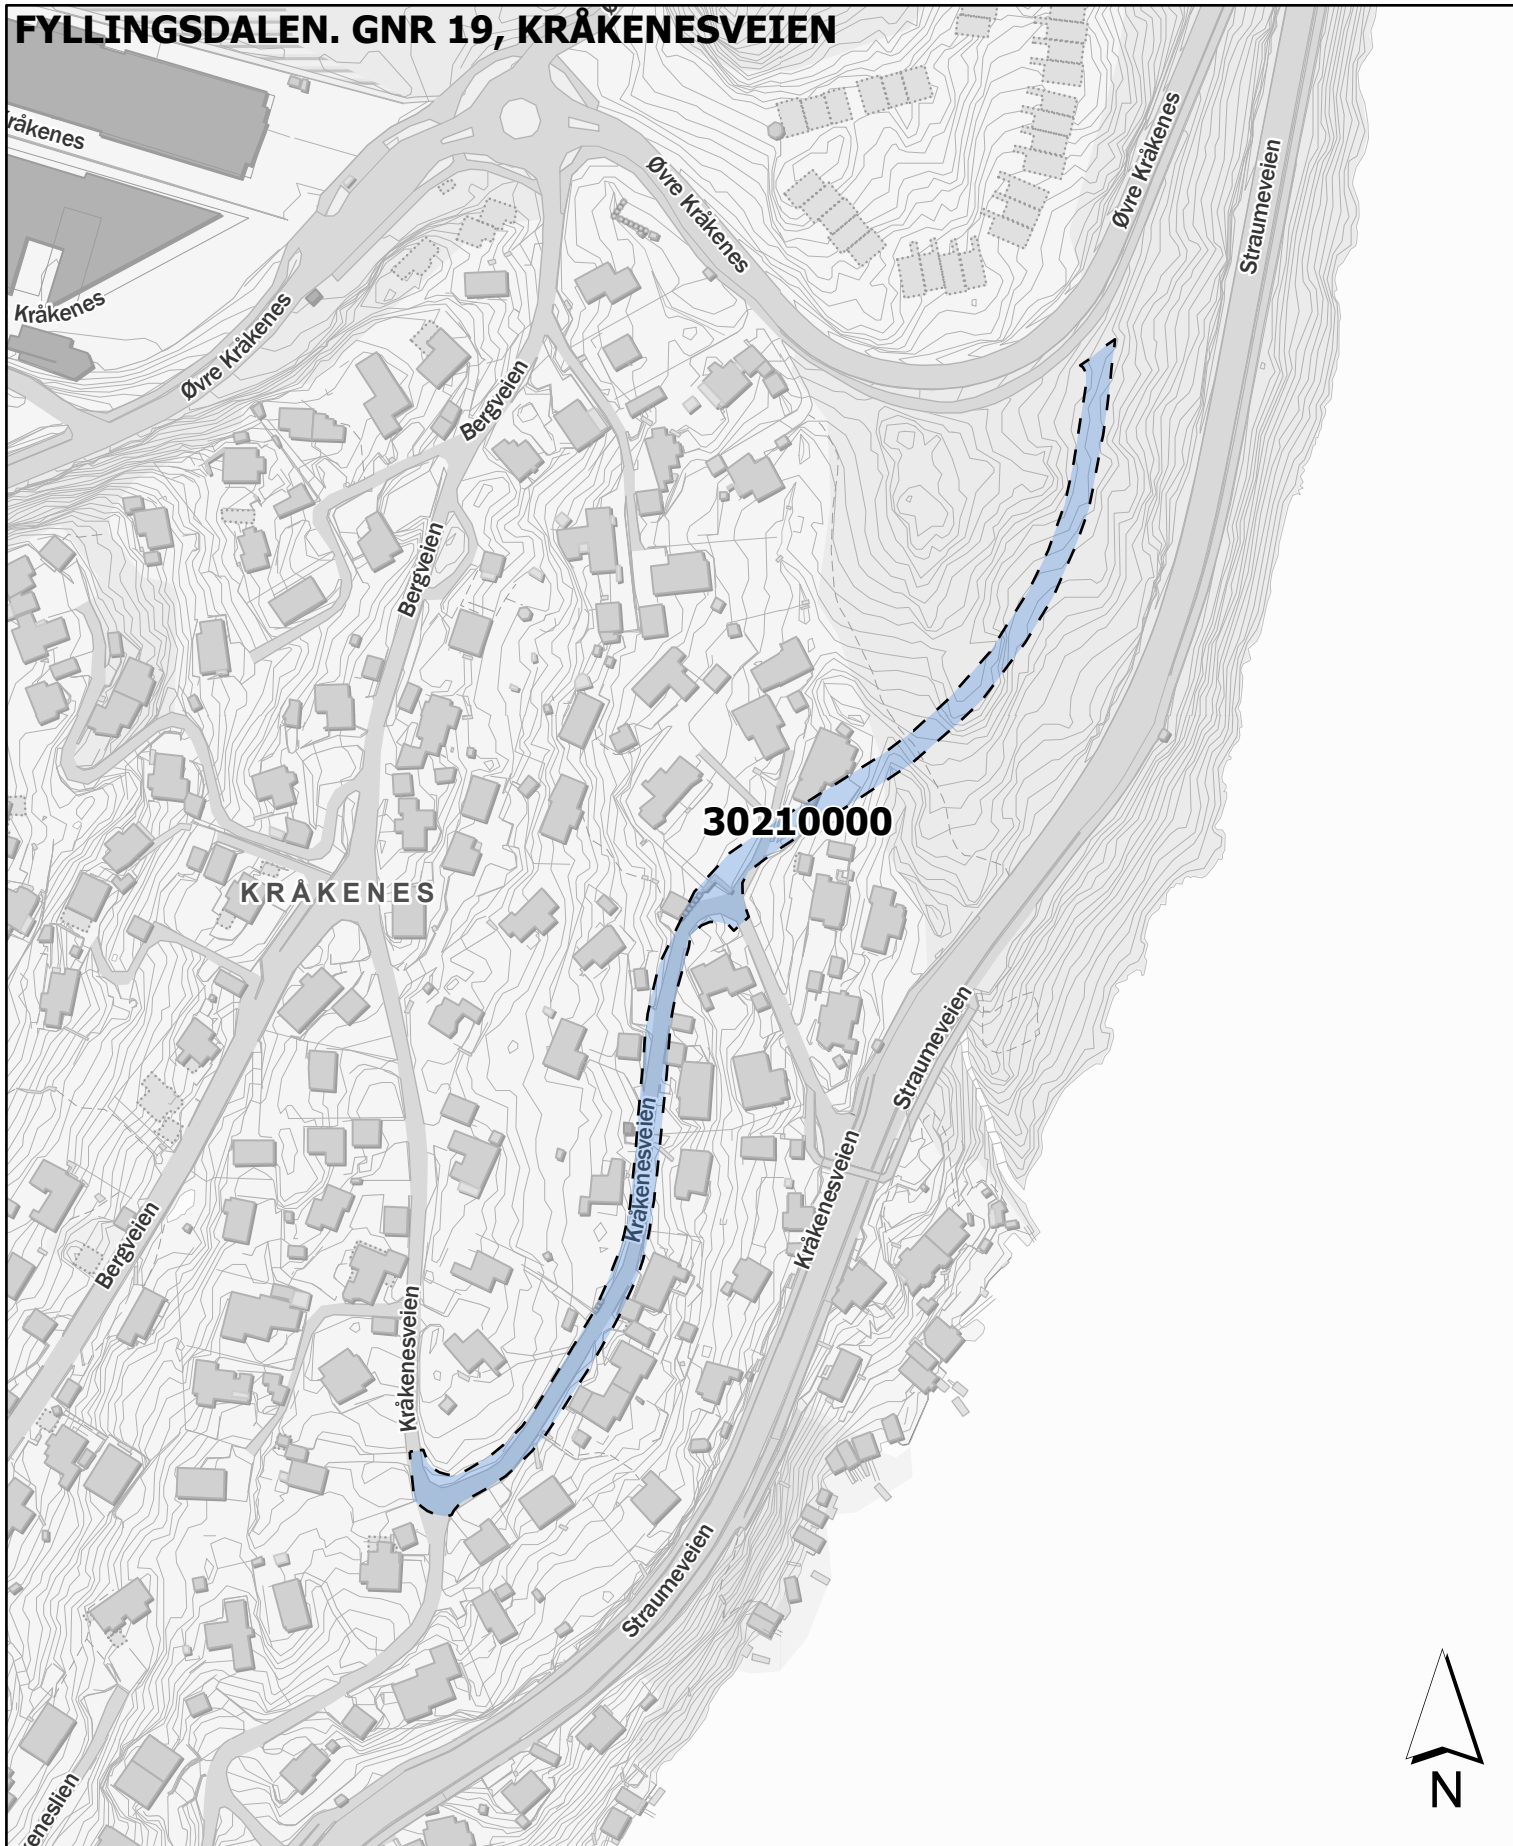 FYLLINGSDALEN. GNR 19, KRÅKENESVEIEN
råkenes
Øvre Kråkenes
Øvre Kråkenes
Straumeveien
Kråkenes
Øvre Kråkenes
Bergveien
Bergveien
30210000
KRÅKENES
Straumeveien
Kråkenesveien
Kråkenesveien
Bergveien
Kråkenesveien
Straumeveien
eneslien
N